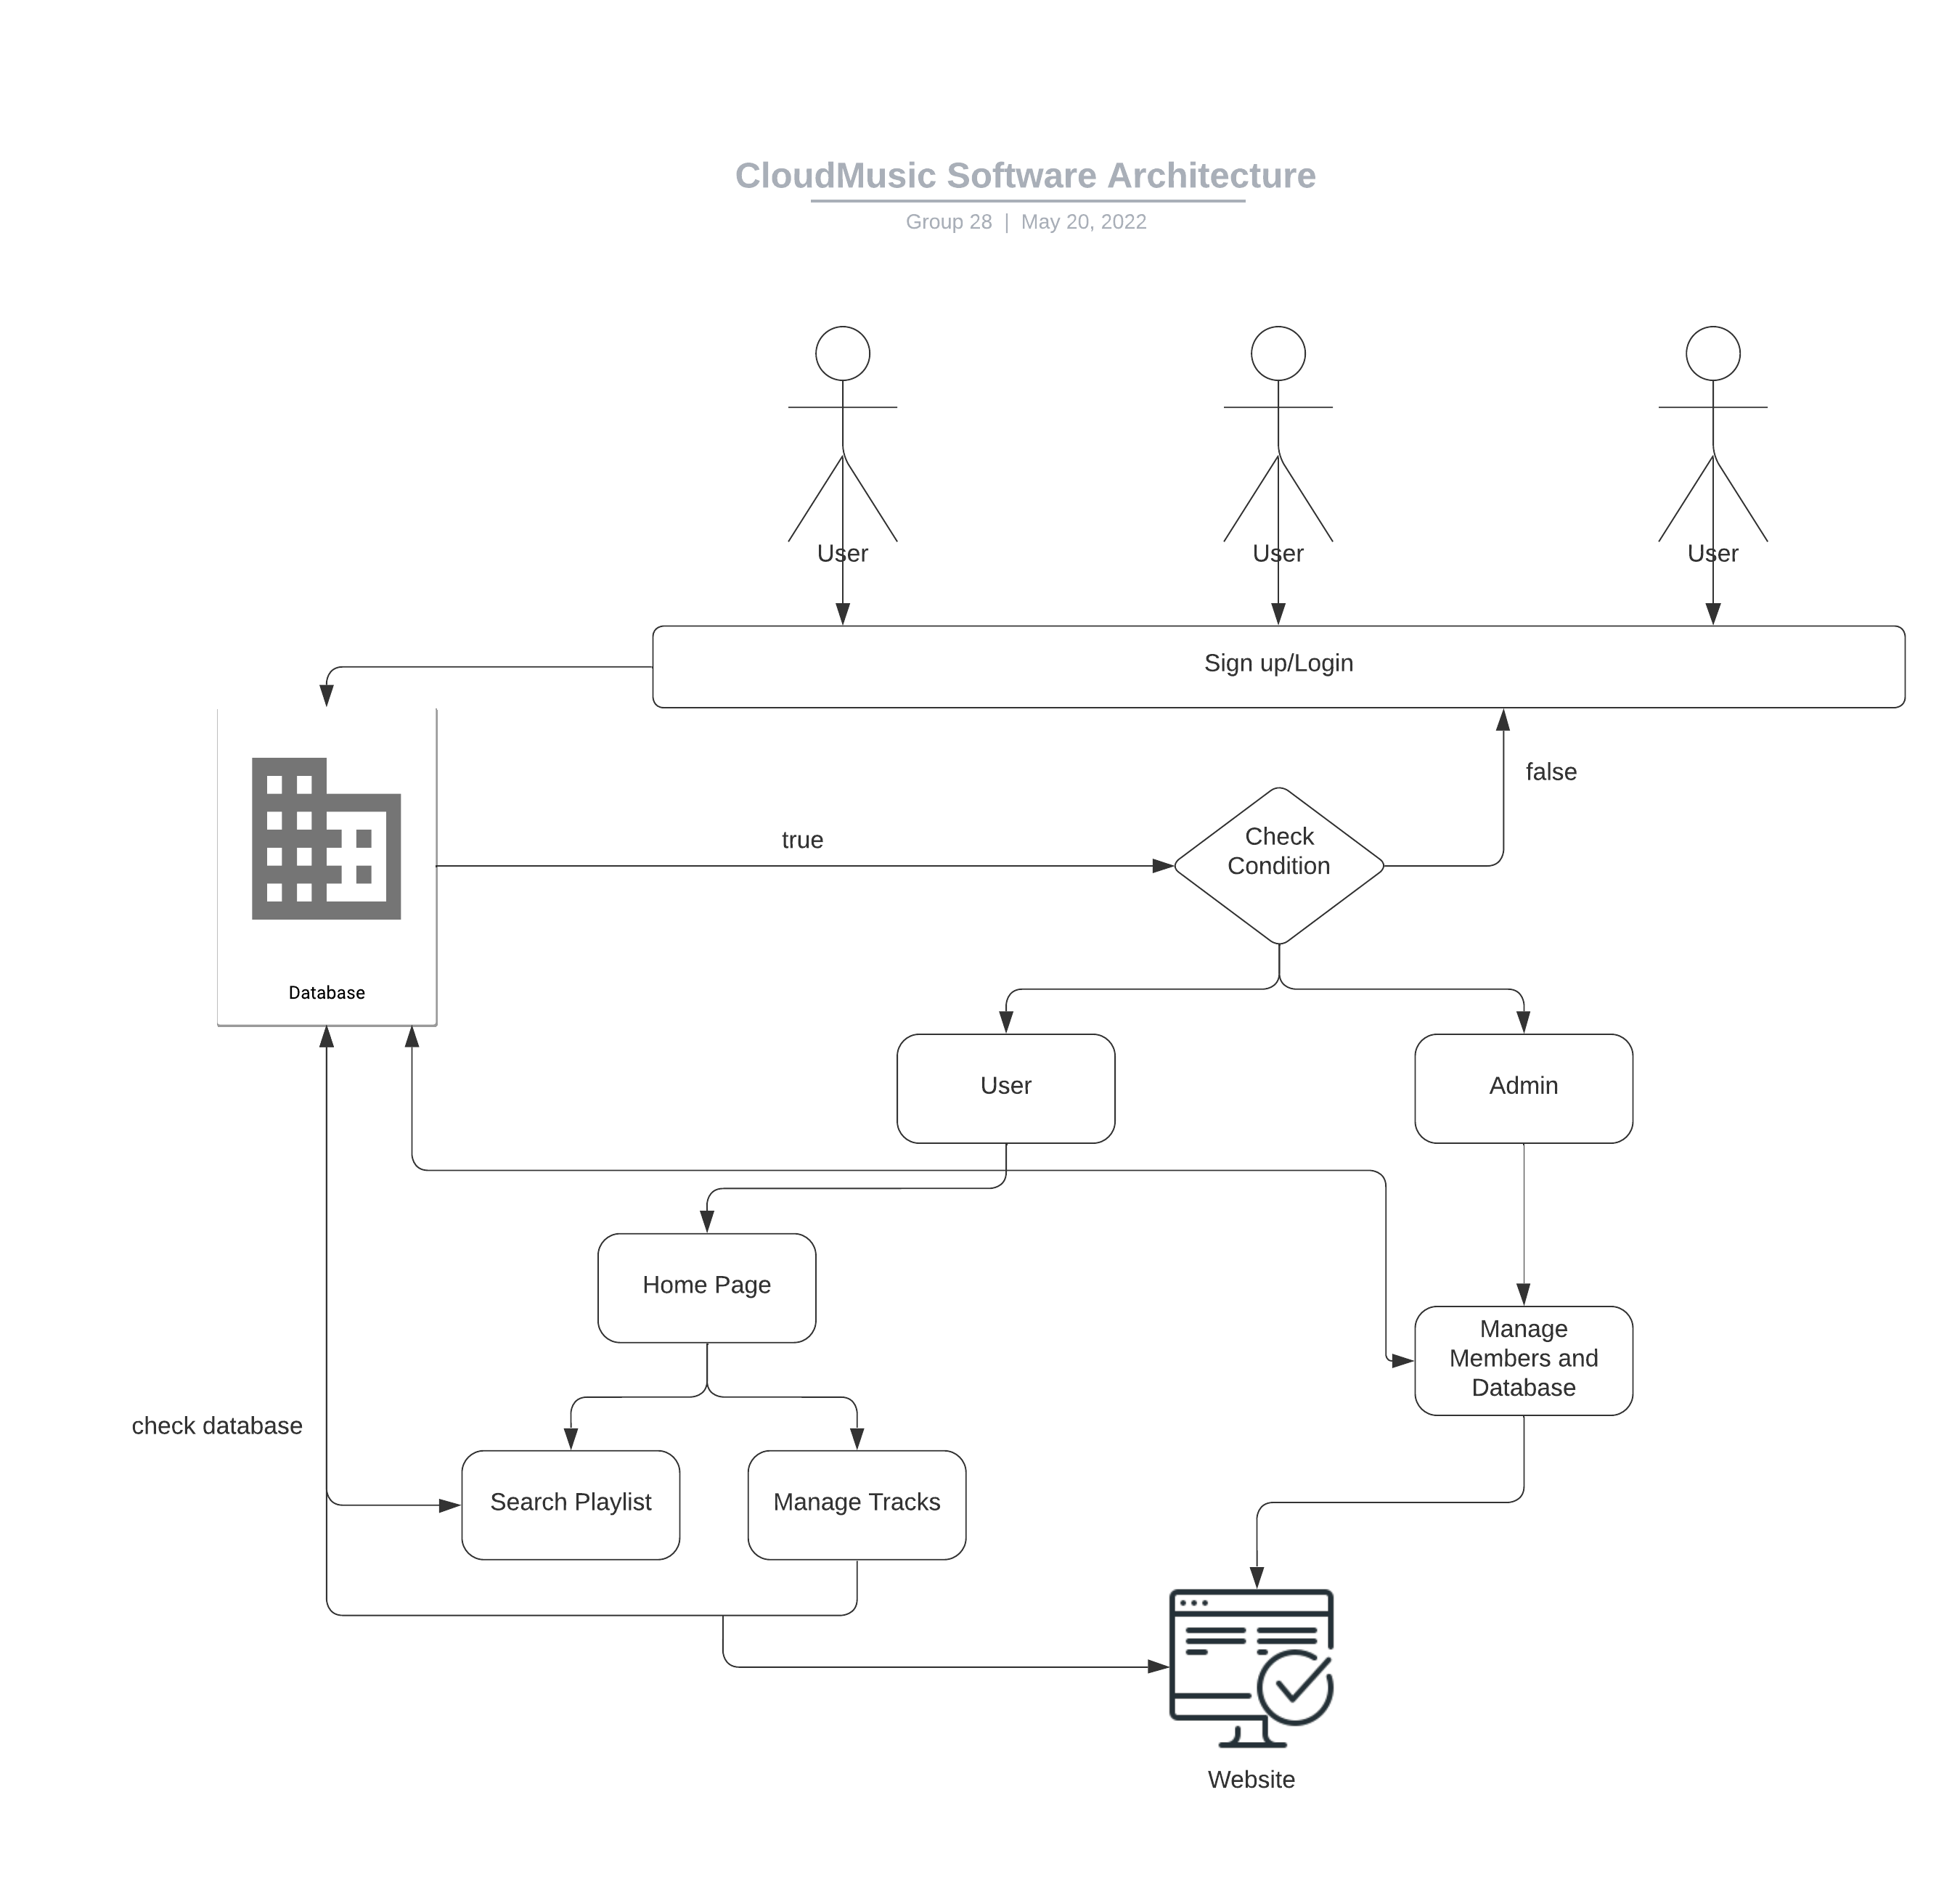 CloudMusic Software Architecture
Group 28 | May 20, 2022
User
User
User
Sign up/Login
false
true
Check
Condition
Database
User
Admin
Home Page
Manage
Members and
Database
check database
Search Playlist
Manage Tracks
Website